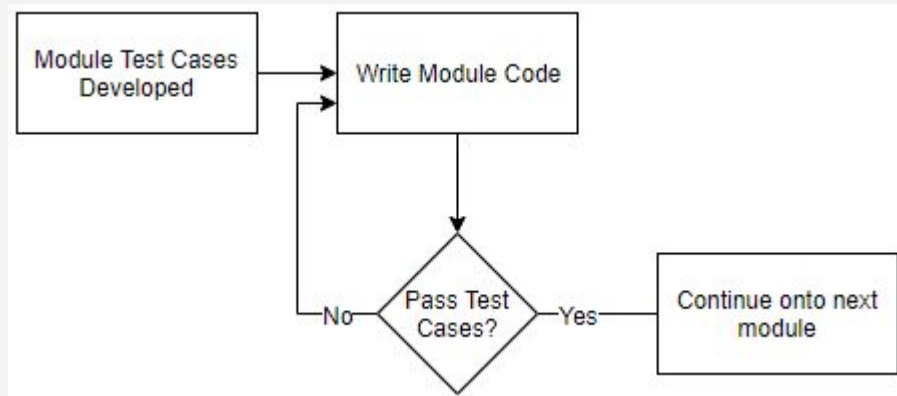 Module Test Cases
Developed
Write Module Code
Pass Test
Cases?
No
Yes
Continue onto next
module